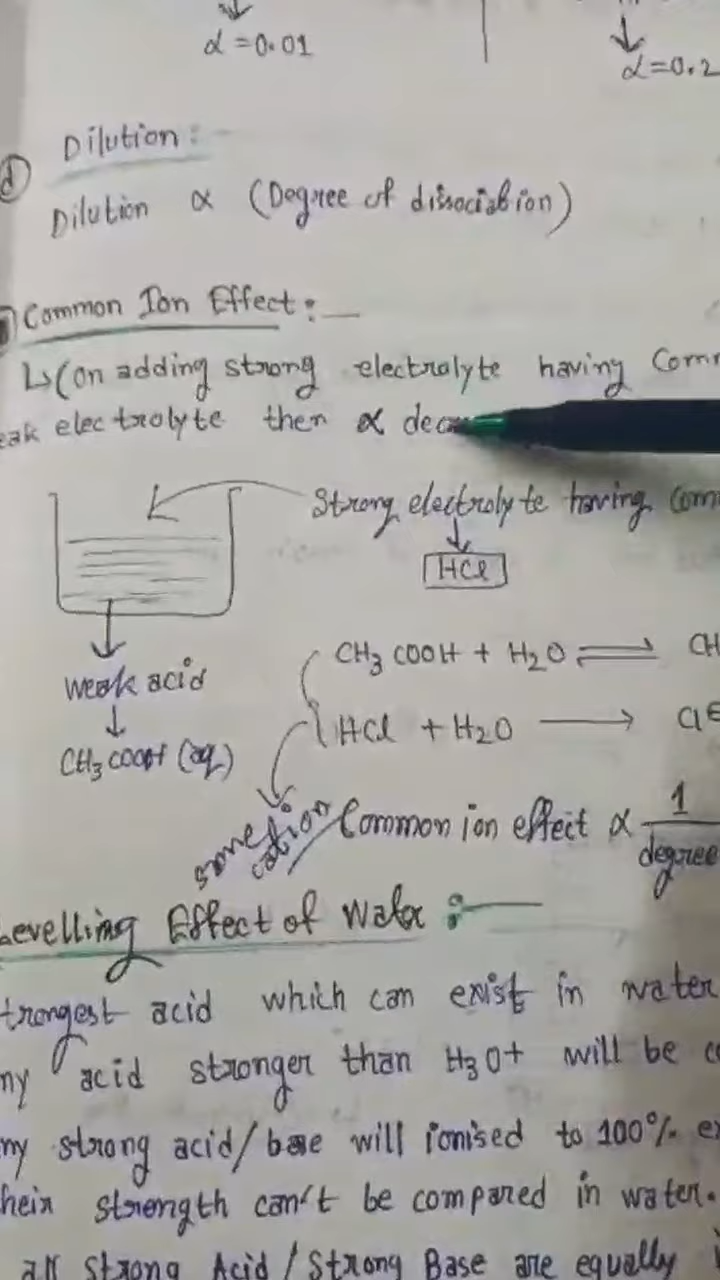 α = 0.01
α = 0.2
d
Dilution :-
Dilution ∝ (Degree of dissociation)
Common Ion Effect :—
↳ (on adding strong electrolyte having Comm
eak electrolyte then α dec
Strong electrolyte having Com
↓
HCl
weak acid
↓
CH3COOH (aq.)
CH3COOH + H2O ⇌ CH
HCl + H2O ⟶ Cl⊖
same cation
Common ion effect ∝ 1/degree
Levelling Effect of Water :—
trongest acid which can exist in water
ny acid stronger than H3O+ will be c
ny strong acid/base will ionised to 100% e
heir strength can't be compared in water.
all Strong Acid / Strong Base are equally